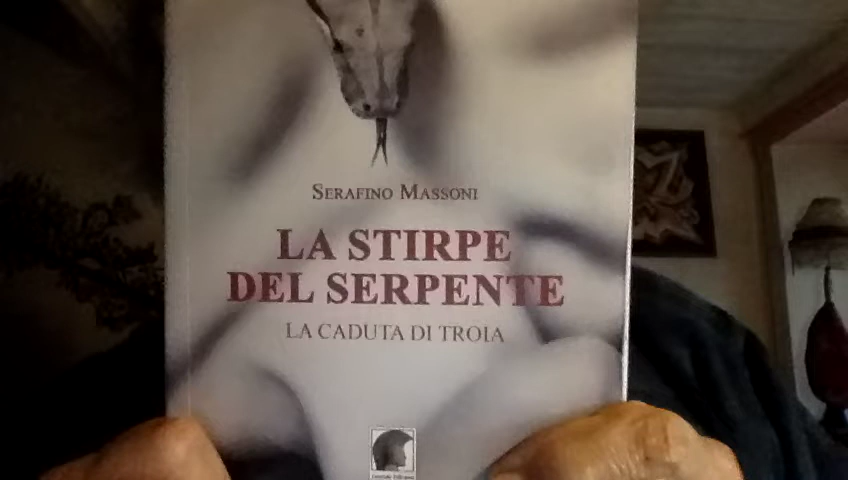 SERAFINO MASSONI
LA STIRPE
DEL SERPENTE
LA CADUTA DI TROIA